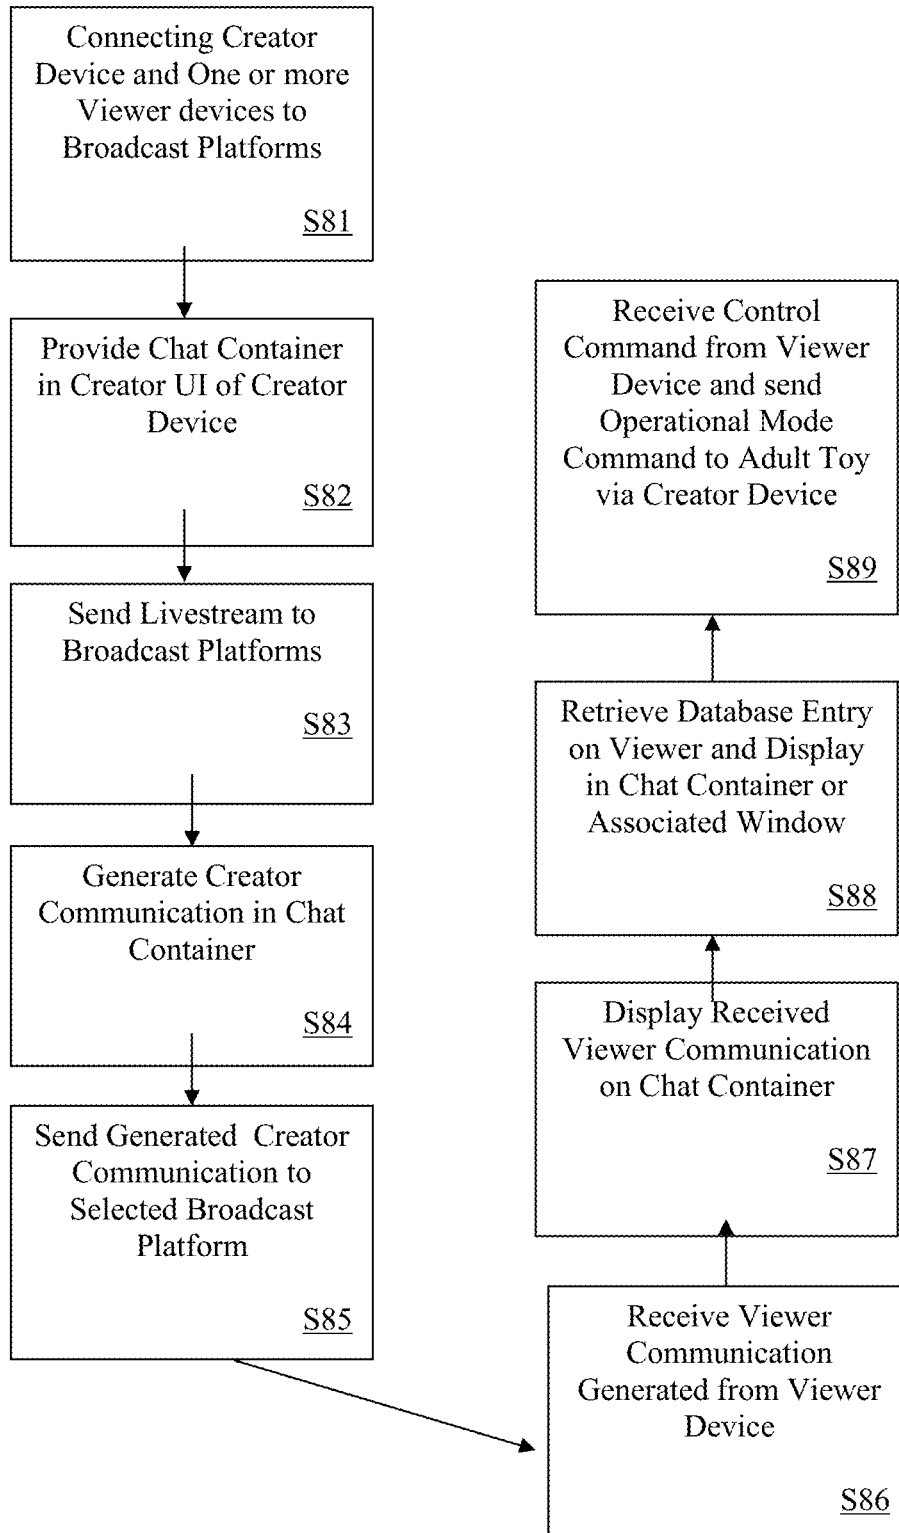 Connecting Creator
Device and One or more
Viewer devices to
Broadcast Platforms
S81
Provide Chat Container
in Creator UI of Creator
Device
S82
Send Livestream to
Broadcast Platforms
S83
Generate Creator
Communication in Chat
Container
S84
Send Generated Creator
Communication to
Selected Broadcast
Platform
S85
Receive Viewer
Communication
Generated from Viewer
Device
S86
Display Received
Viewer Communication
on Chat Container
S87
Retrieve Database Entry
on Viewer and Display
in Chat Container or
Associated Window
S88
Receive Control
Command from Viewer
Device and send
Operational Mode
Command to Adult Toy
via Creator Device
S89